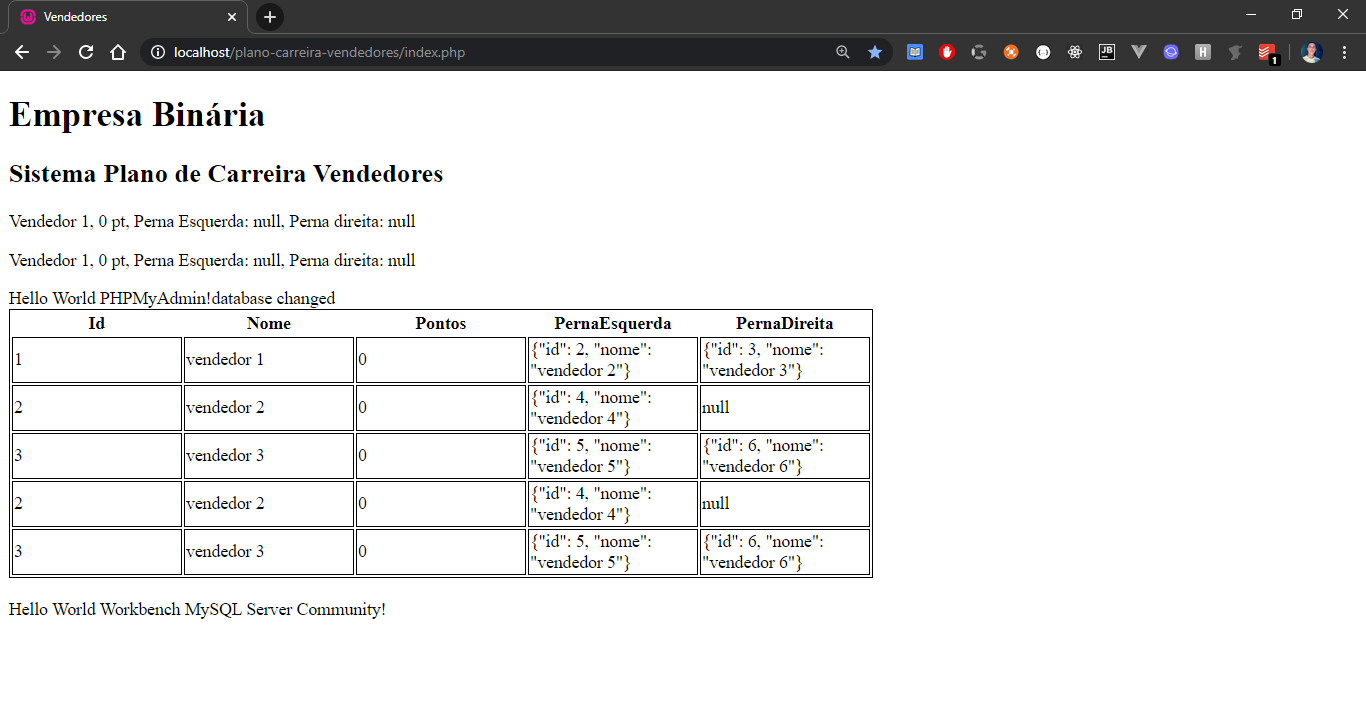 Vendedores
localhost/plano-carreira-vendedores/index.php
JB
H
1
Empresa Binária
Sistema Plano de Carreira Vendedores
Vendedor 1, 0 pt, Perna Esquerda: null, Perna direita: null
Vendedor 1, 0 pt, Perna Esquerda: null, Perna direita: null
Hello World PHPMyAdmin!database changed
Id Nome Pontos PernaEsquerda PernaDireita
1 vendedor 1 0 {"id": 2, "nome": "vendedor 2"} {"id": 3, "nome": "vendedor 3"}
2 vendedor 2 0 {"id": 4, "nome": "vendedor 4"} null
3 vendedor 3 0 {"id": 5, "nome": "vendedor 5"} {"id": 6, "nome": "vendedor 6"}
2 vendedor 2 0 {"id": 4, "nome": "vendedor 4"} null
3 vendedor 3 0 {"id": 5, "nome": "vendedor 5"} {"id": 6, "nome": "vendedor 6"}
Hello World Workbench MySQL Server Community!